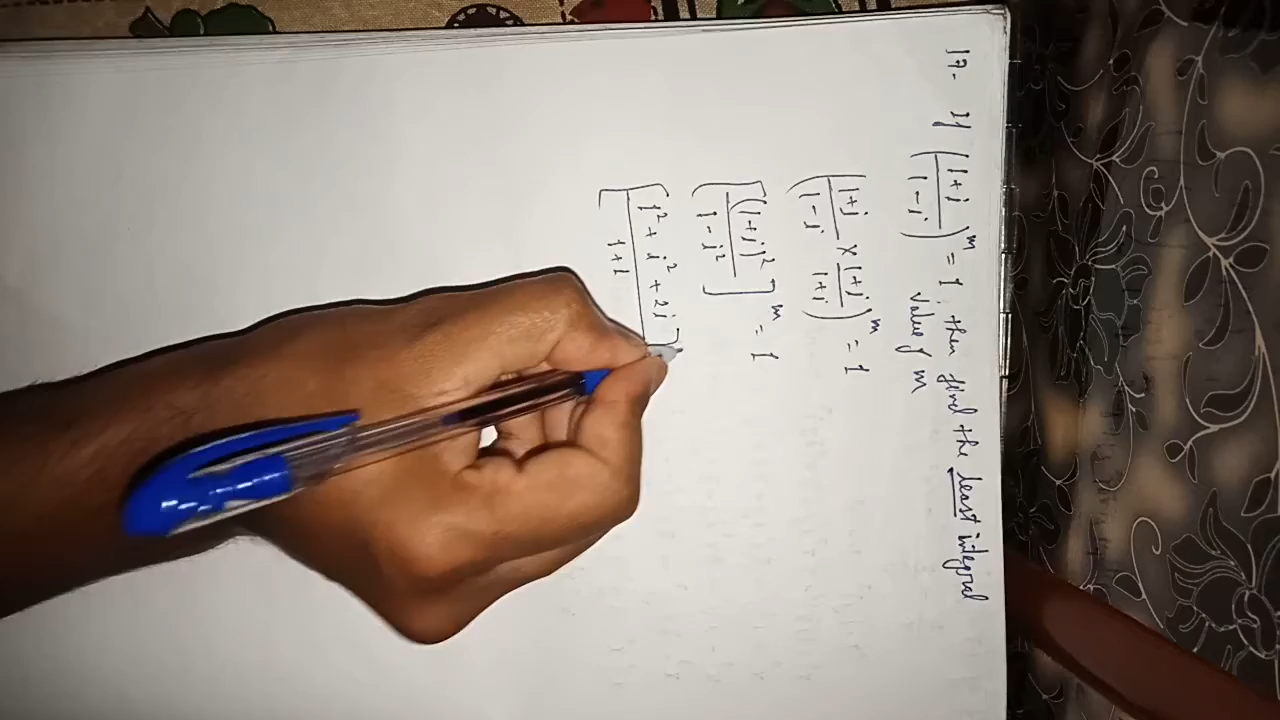 17- If ((1+i)/(1-i))^m = 1, then find the least integral
value of m
((1+i)/(1-i) × (1+i)/(1+i))^m = 1
[(1+i)²/(1-i²)]^m = 1
[(1² + i² + 2i)/(1+1)]